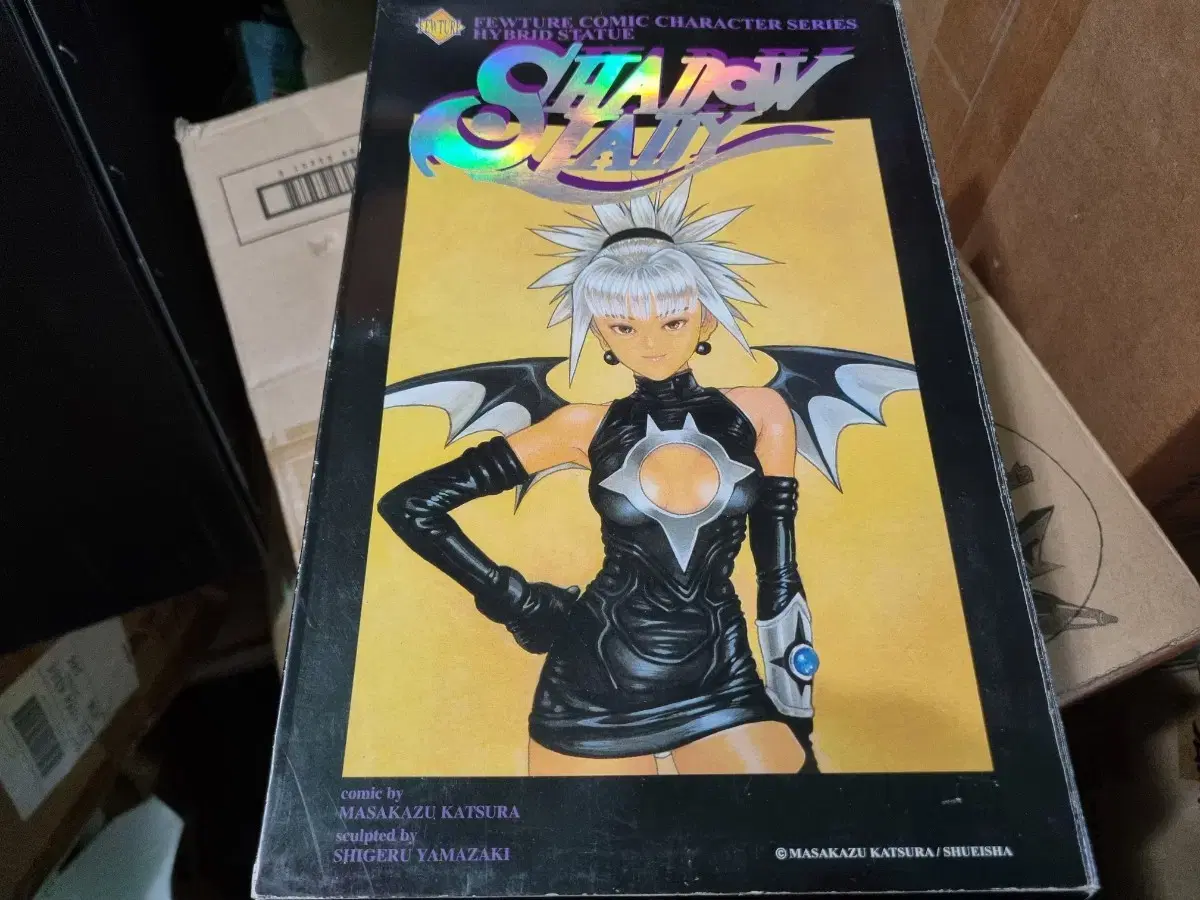 FEWTURE
FEWTURE COMIC CHARACTER SERIES
HYBRID STATUE
SHADOW
LADY
comic by
MASAKAZU KATSURA
sculpted by
SHIGERU YAMAZAKI
©MASAKAZU KATSURA / SHUEISHA